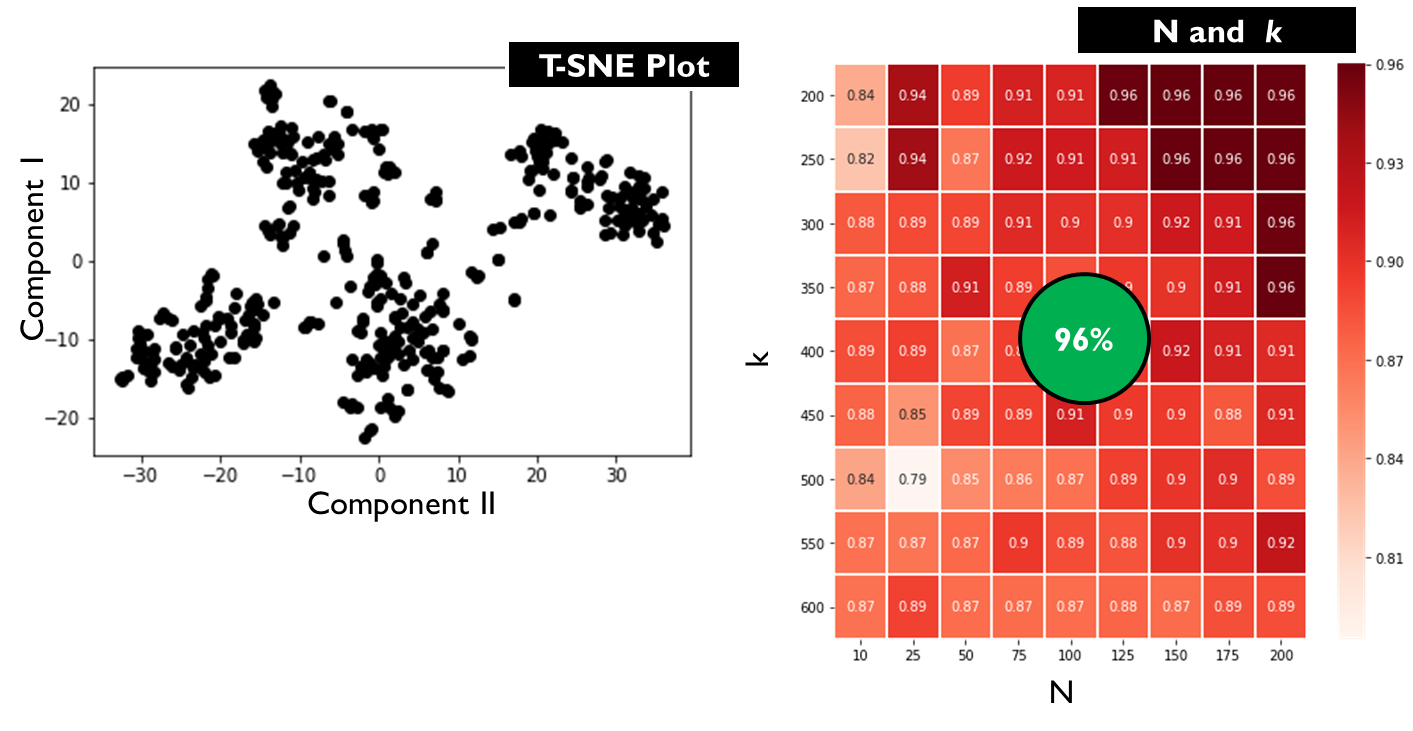 T-SNE Plot
20
10
0
−10
−20
Component I
−30 −20 −10 0 10 20 30
Component II
N and k
200 0.84 0.94 0.89 0.91 0.91 0.96 0.96 0.96 0.96
250 0.82 0.94 0.87 0.92 0.91 0.91 0.96 0.96 0.96
300 0.88 0.89 0.89 0.91 0.9 0.9 0.92 0.91 0.96
350 0.87 0.88 0.91 0.89 0.9 0.91 0.96
400 0.89 0.89 0.87 0.92 0.91 0.91
450 0.88 0.85 0.89 0.89 0.91 0.9 0.9 0.88 0.91
500 0.84 0.79 0.85 0.86 0.87 0.89 0.9 0.9 0.89
550 0.87 0.87 0.87 0.9 0.89 0.88 0.9 0.9 0.92
600 0.87 0.89 0.87 0.87 0.87 0.88 0.87 0.89 0.89
10 25 50 75 100 125 150 175 200
k
N
96%
0.96
0.93
0.90
0.87
0.84
0.81